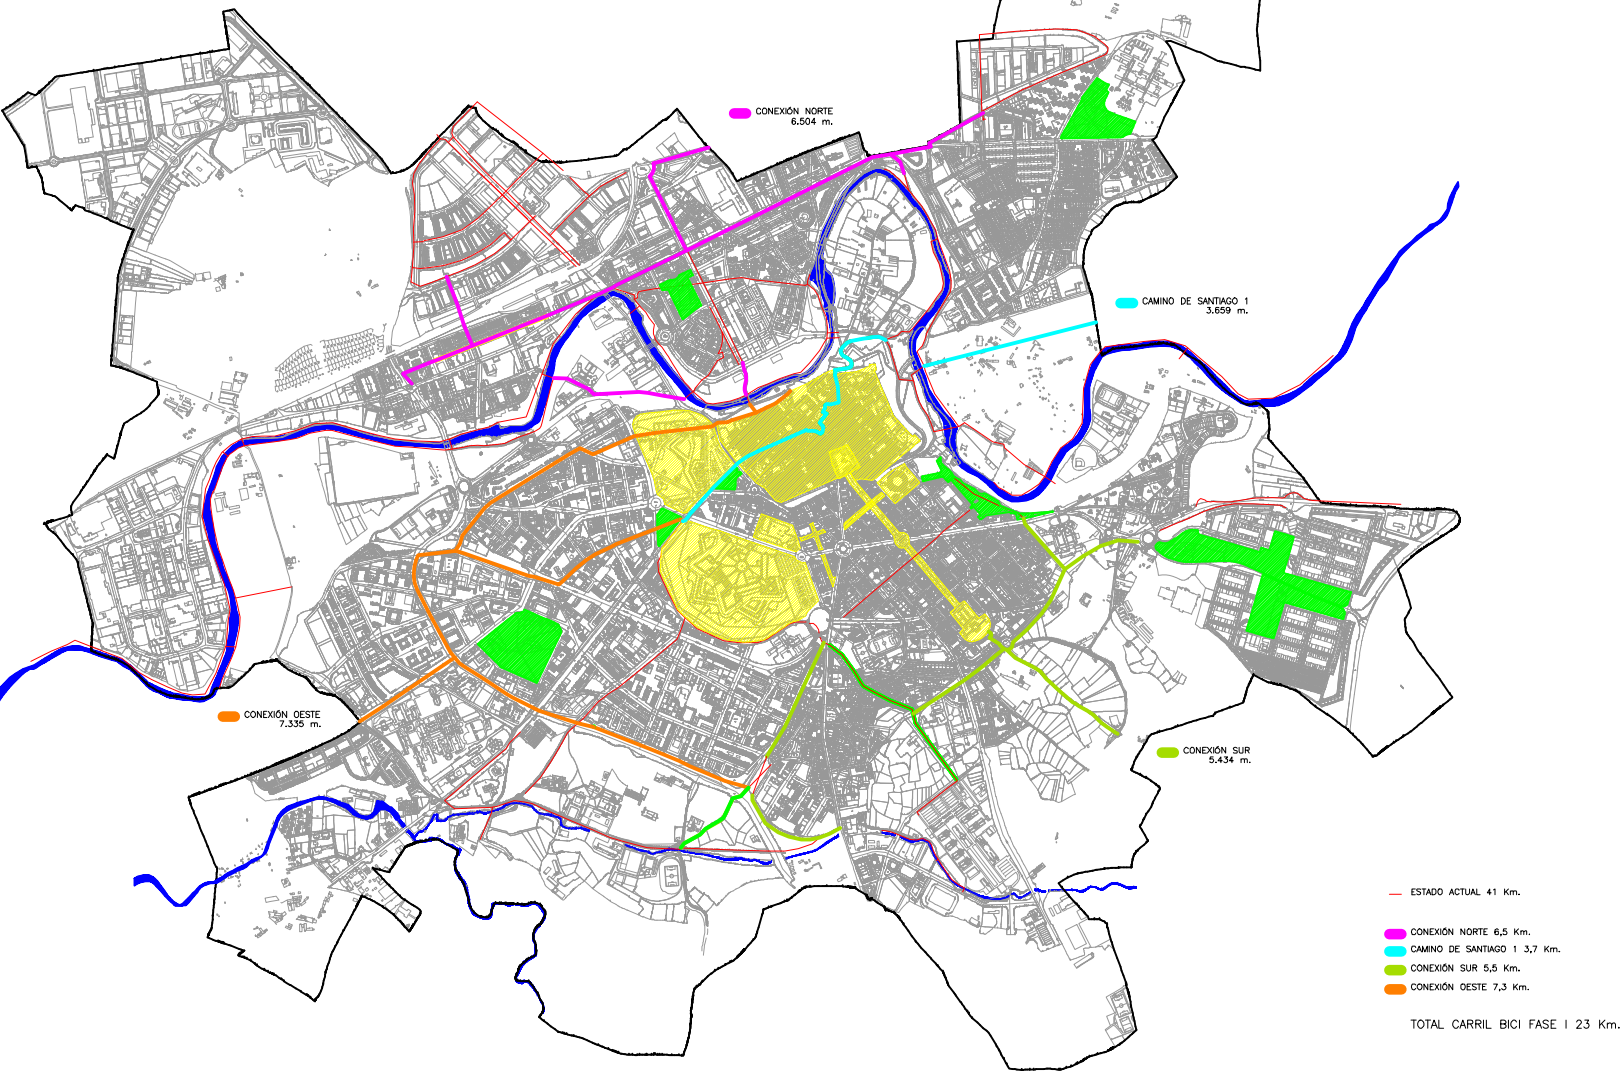 CONEXIÓN NORTE
6.504 m.
CAMINO DE SANTIAGO 1
3.659 m.
CONEXIÓN OESTE
7.335 m.
CONEXIÓN SUR
5.434 m.
ESTADO ACTUAL 41 Km.
CONEXIÓN NORTE 6,5 Km.
CAMINO DE SANTIAGO 1 3,7 Km.
CONEXIÓN SUR 5,5 Km.
CONEXIÓN OESTE 7,3 Km.
TOTAL CARRIL BICI FASE I 23 Km.